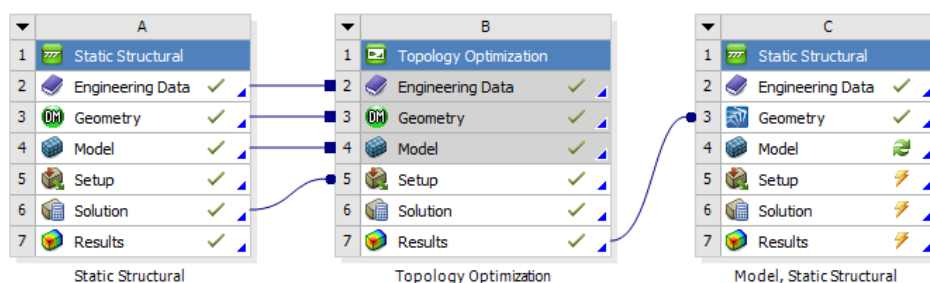 A
1 Static Structural
2 Engineering Data
3 DM Geometry
4 Model
5 Setup
6 Solution
7 Results
Static Structural
B
1 Topology Optimization
2 Engineering Data
3 DM Geometry
4 Model
5 Setup
6 Solution
7 Results
Topology Optimization
C
1 Static Structural
2 Engineering Data
3 Geometry
4 Model
5 Setup
6 Solution
7 Results
Model, Static Structural